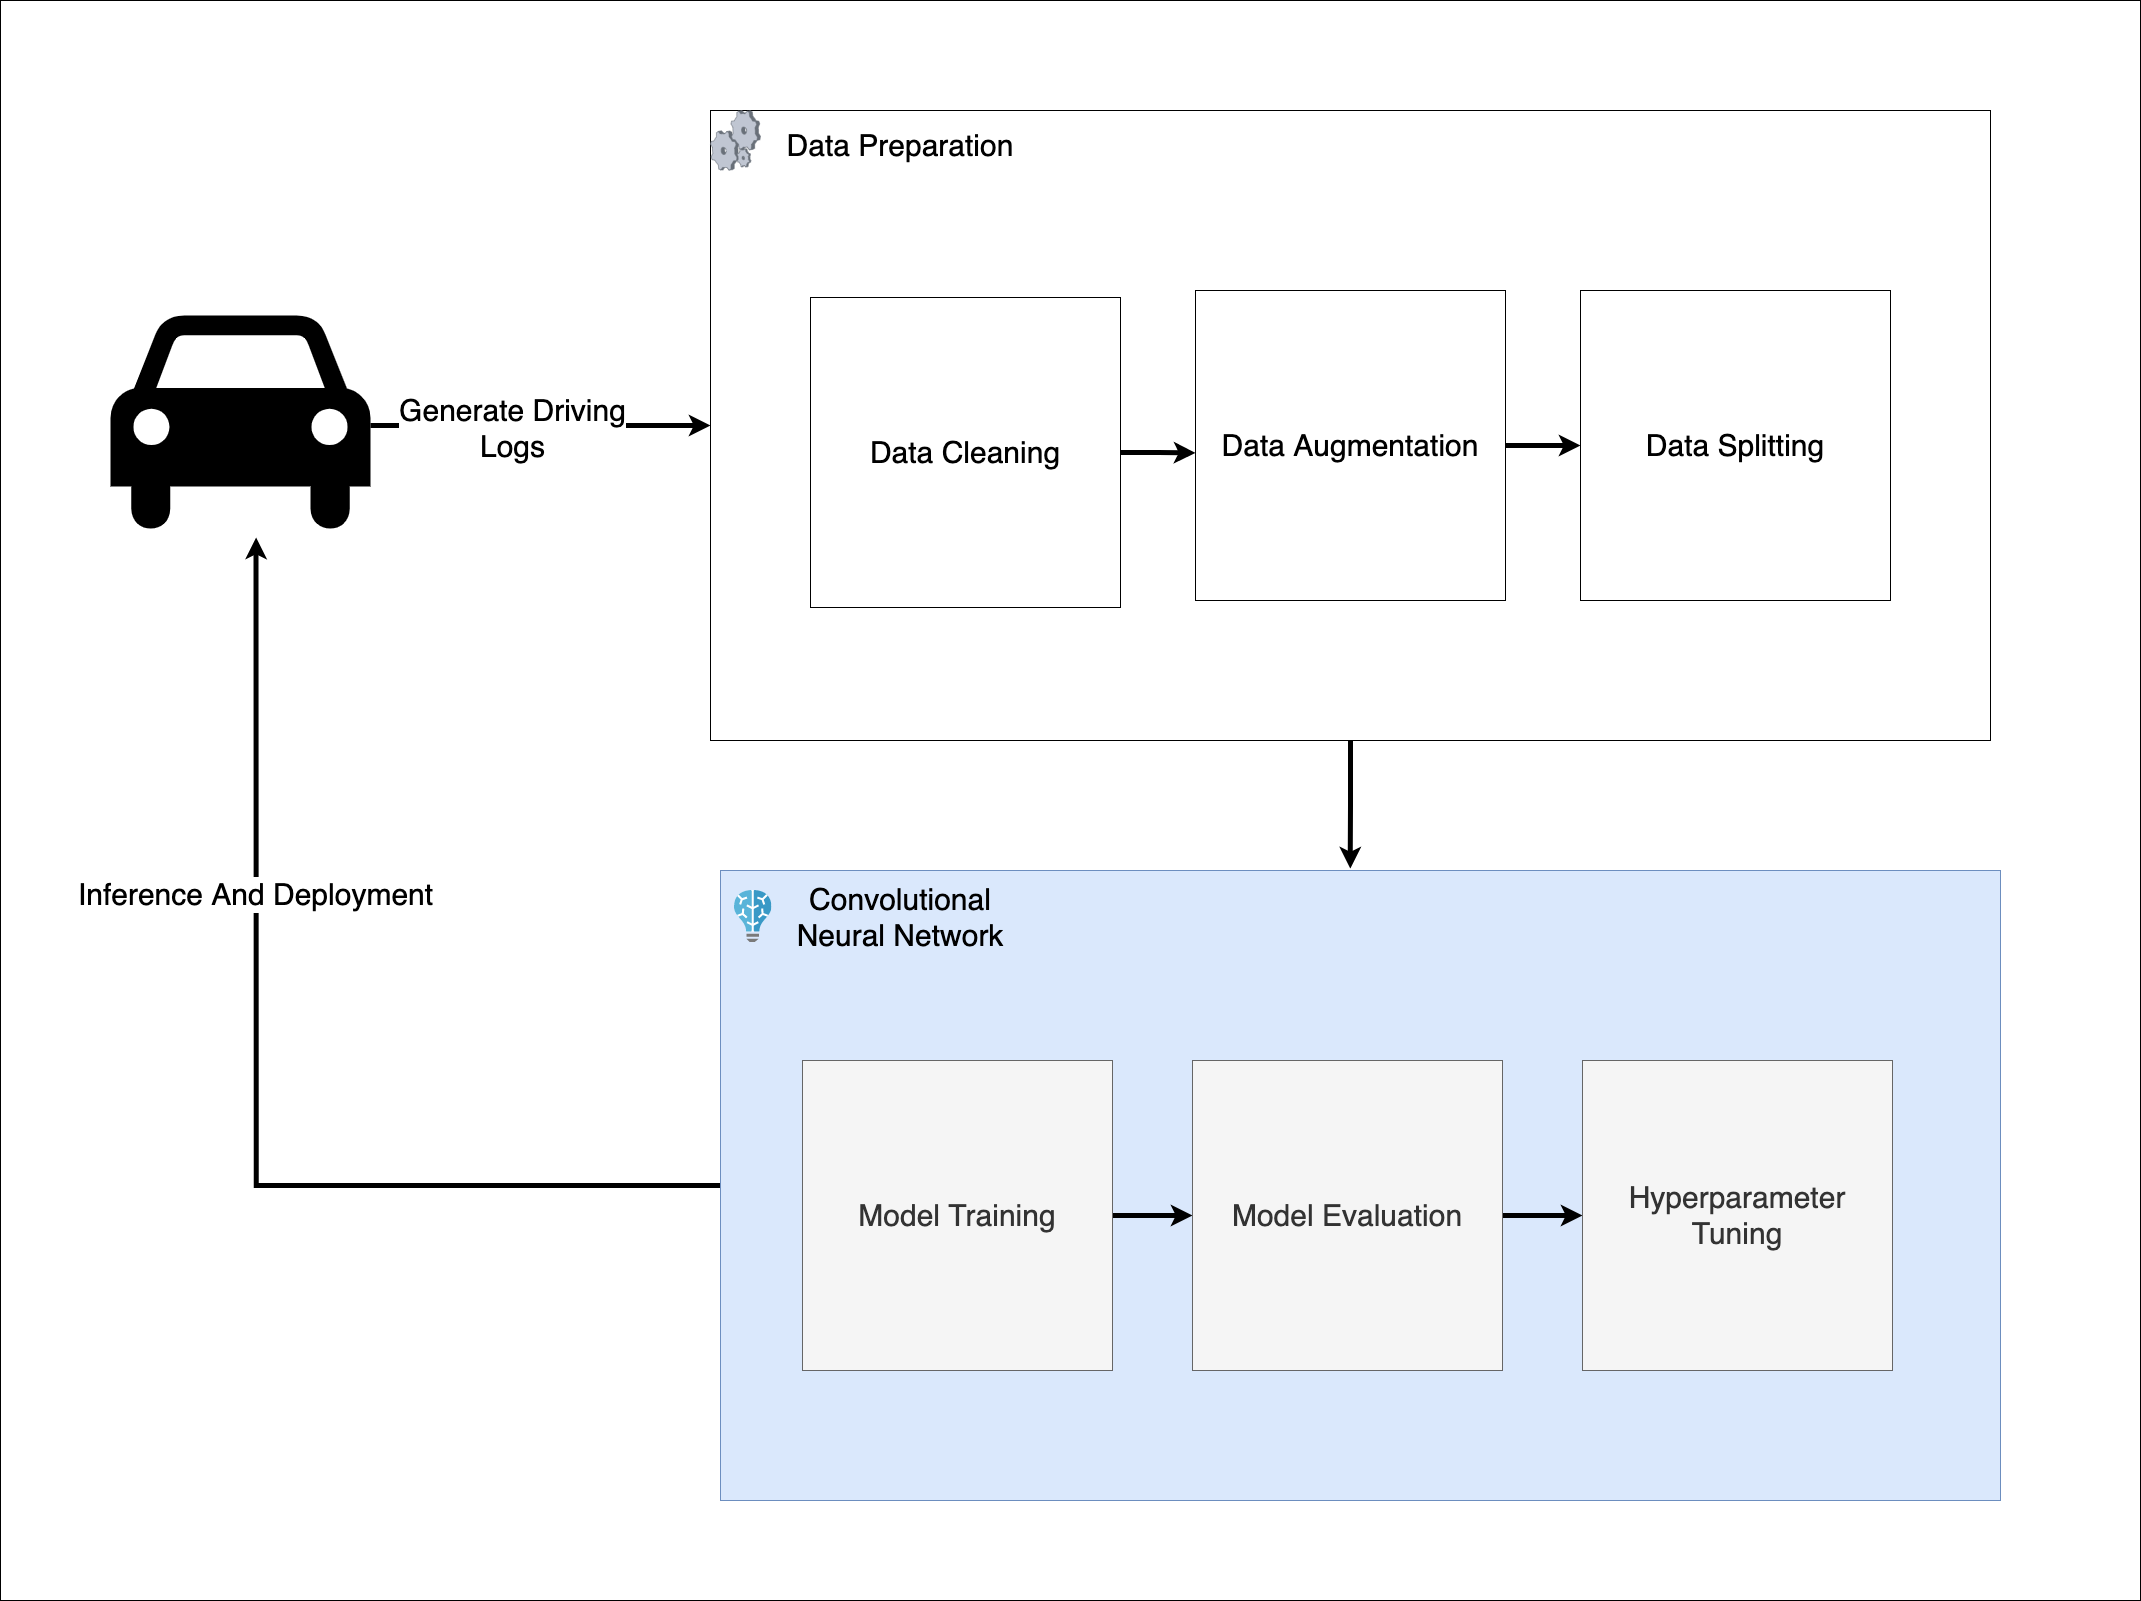 Data Preparation
Generate Driving
Logs
Data Cleaning
Data Augmentation
Data Splitting
Inference And Deployment
Convolutional
Neural Network
Model Training
Model Evaluation
Hyperparameter
Tuning